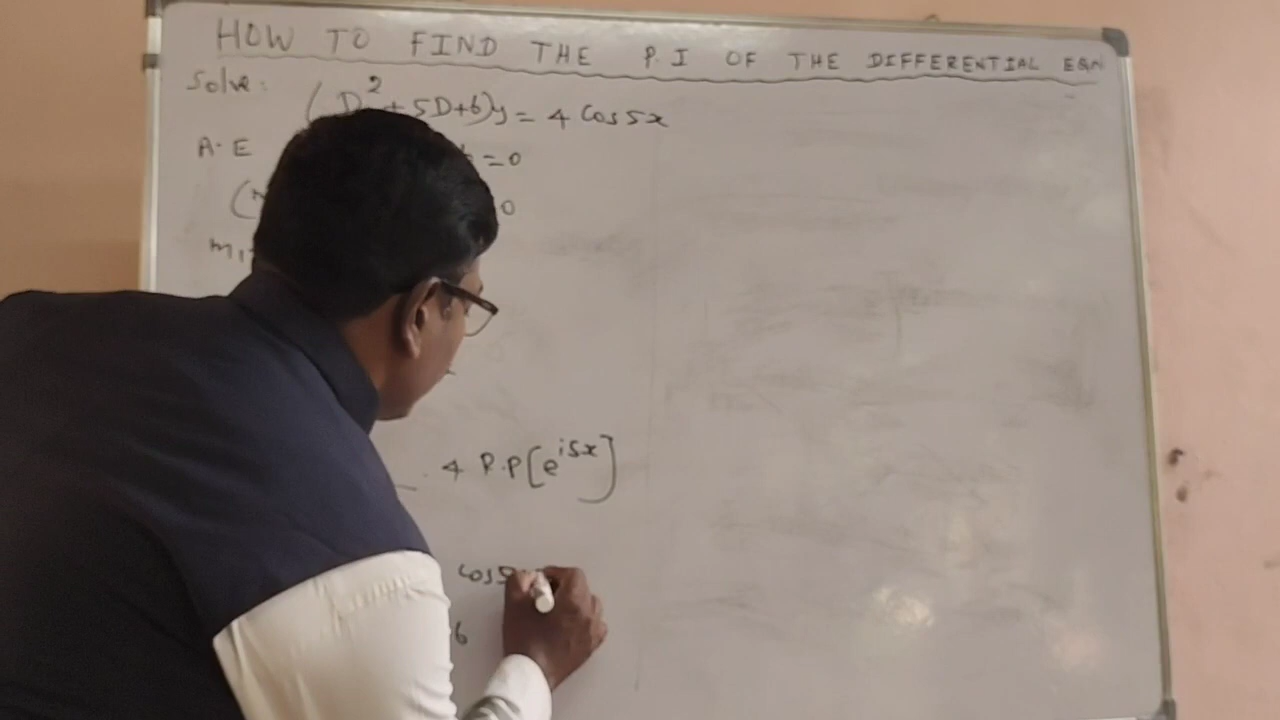 HOW TO FIND THE P.I OF THE DIFFERENTIAL EQN
Solve:
(D² + 5D+6)y = 4 Cos5x
A.E =0
0
4 R.P[e^{i5x}]
cos5
6